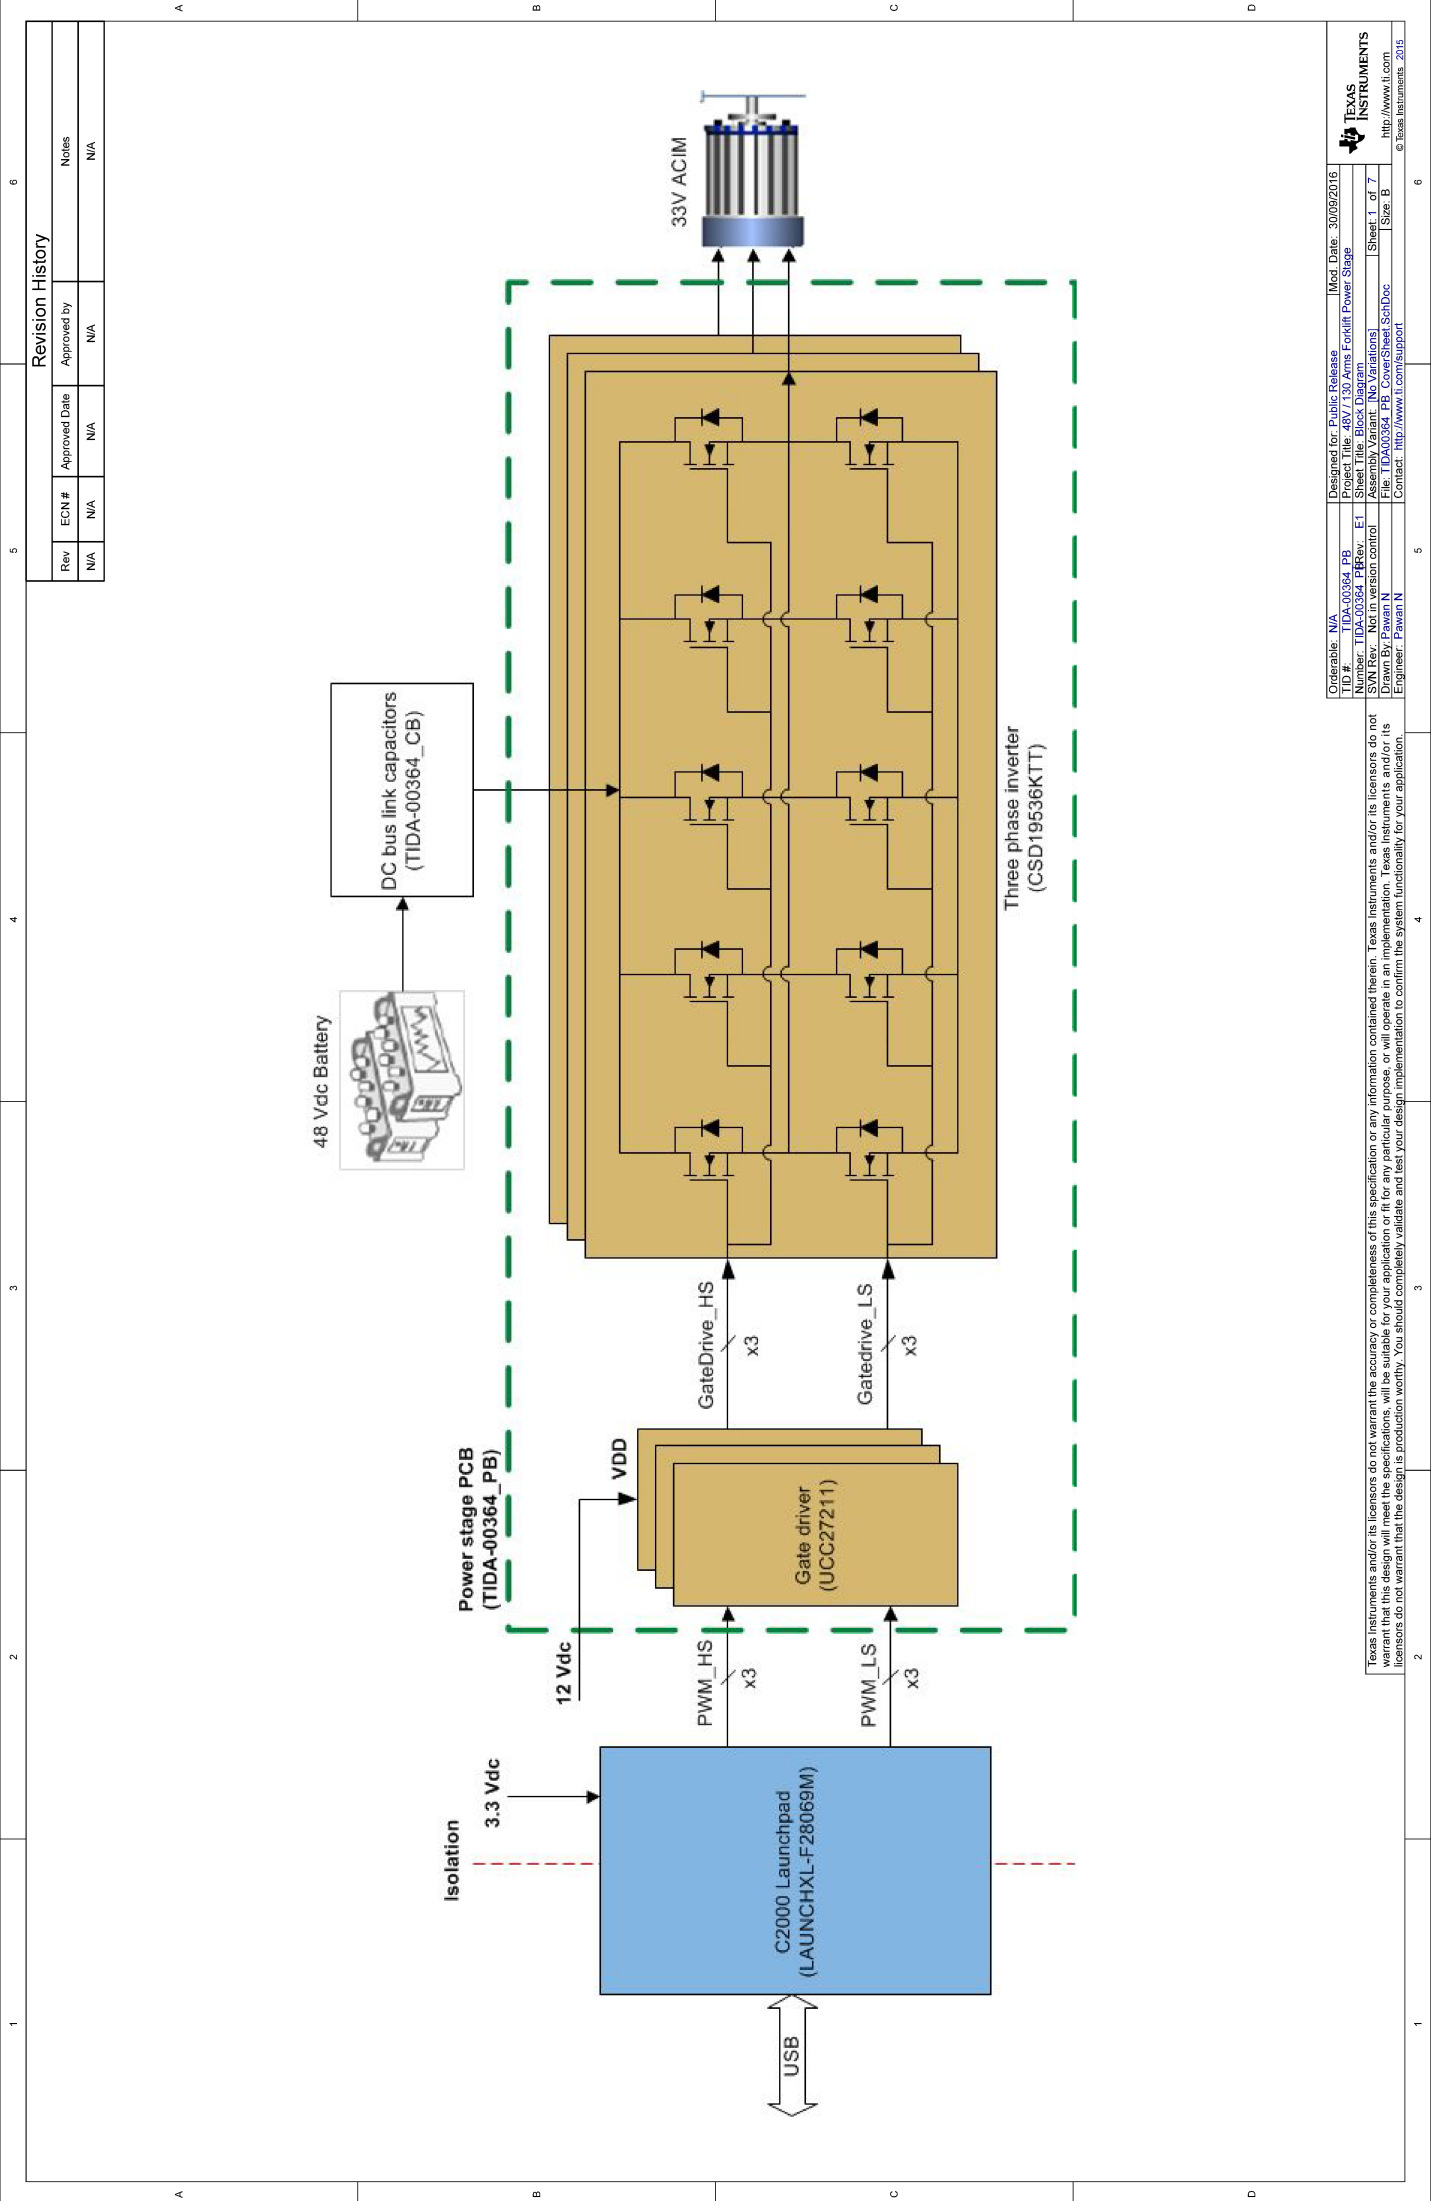 1
2
3
4
5
6
A
B
C
D
Revision History
Rev ECN # Approved Date Approved by Notes
N/A N/A N/A N/A N/A
48 Vdc Battery
DC bus link capacitors
(TIDA-00364_CB)
33V ACIM
Power stage PCB
(TIDA-00364_PB)
Isolation
3.3 Vdc
12 Vdc
VDD
USB
C2000 Launchpad
(LAUNCHXL-F28069M)
PWM_HS
x3
PWM_LS
x3
Gate driver
(UCC27211)
GateDrive_HS
x3
Gatedrive_LS
x3
Three phase inverter
(CSD19536KTT)
Texas Instruments and/or its licensors do not warrant the accuracy or completeness of this specification or any information contained therein. Texas Instruments and/or its licensors do not
warrant that this design will meet the specifications, will be suitable for your application or fit for any particular purpose, or will operate in an implementation. Texas Instruments and/or its
licensors do not warrant that the design is production worthy. You should completely validate and test your design implementation to confirm the system functionality for your application.
Orderable: N/A
TID #: TIDA-00364_PB
Number: TIDA-00364_PB Rev: E1
SVN Rev: Not in version control
Drawn By: Pawan N
Engineer: Pawan N
Designed for: Public Release Mod. Date: 30/09/2016
Project Title: 48V / 130 Arms Forklift Power Stage
Sheet Title: Block Diagram
Assembly Variant: [No Variations] Sheet: 1 of 7
File: TIDA00364_PB_CoverSheet.SchDoc Size: B
Contact: http://www.ti.com/support
TEXAS
INSTRUMENTS
http://www.ti.com
© Texas Instruments 2015
1
2
3
4
5
6
A
B
C
D